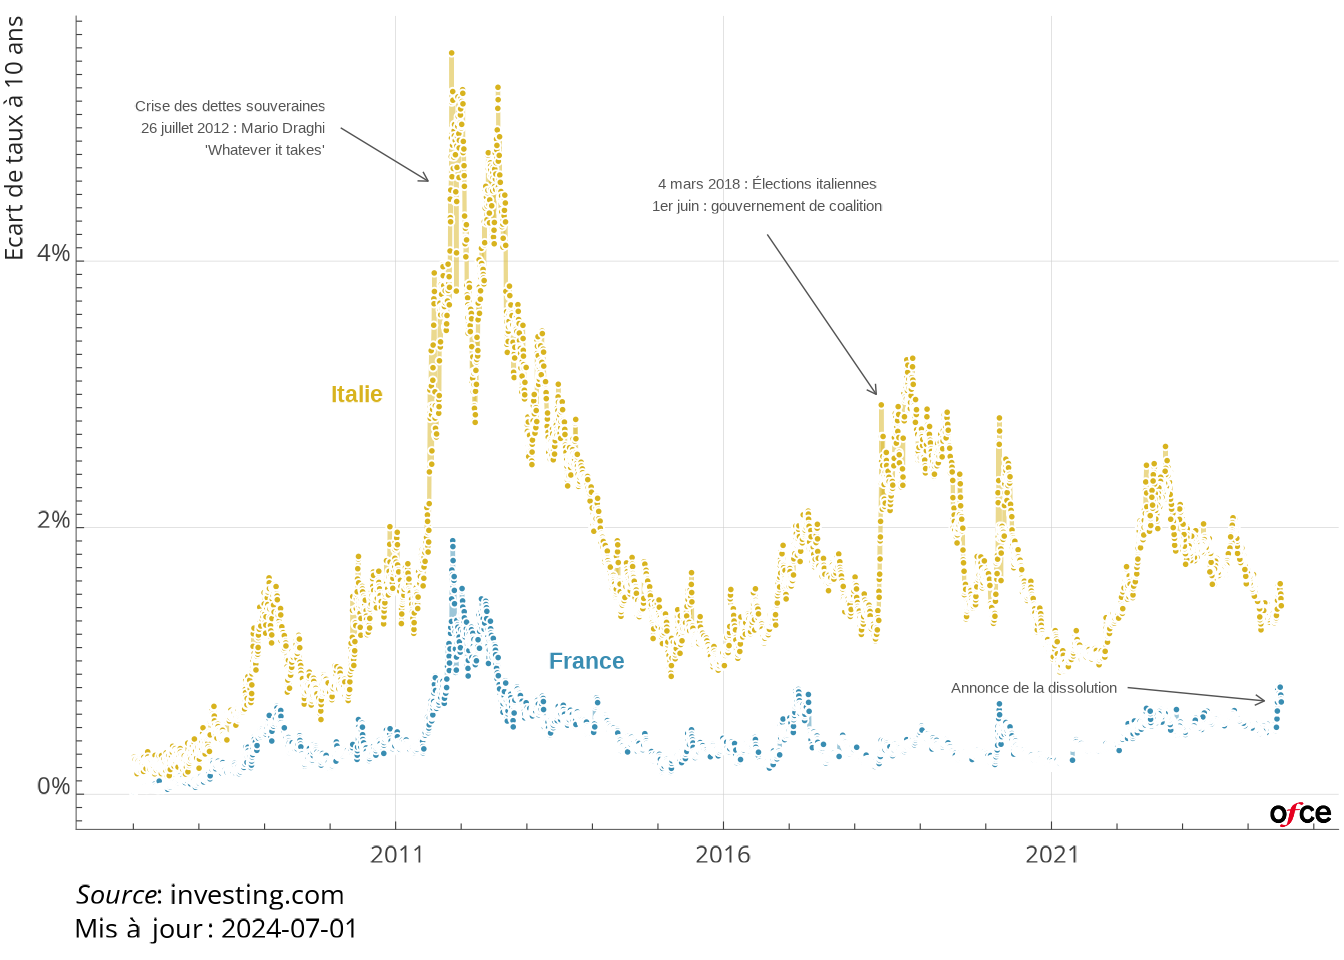 Ecart de taux à 10 ans
Crise des dettes souveraines
26 juillet 2012 : Mario Draghi
'Whatever it takes'
4 mars 2018 : Élections italiennes
1er juin : gouvernement de coalition
4%
Italie
2%
France
Annonce de la dissolution
0%
ofce
2011
2016
2021
Source: investing.com
Mis à jour : 2024-07-01